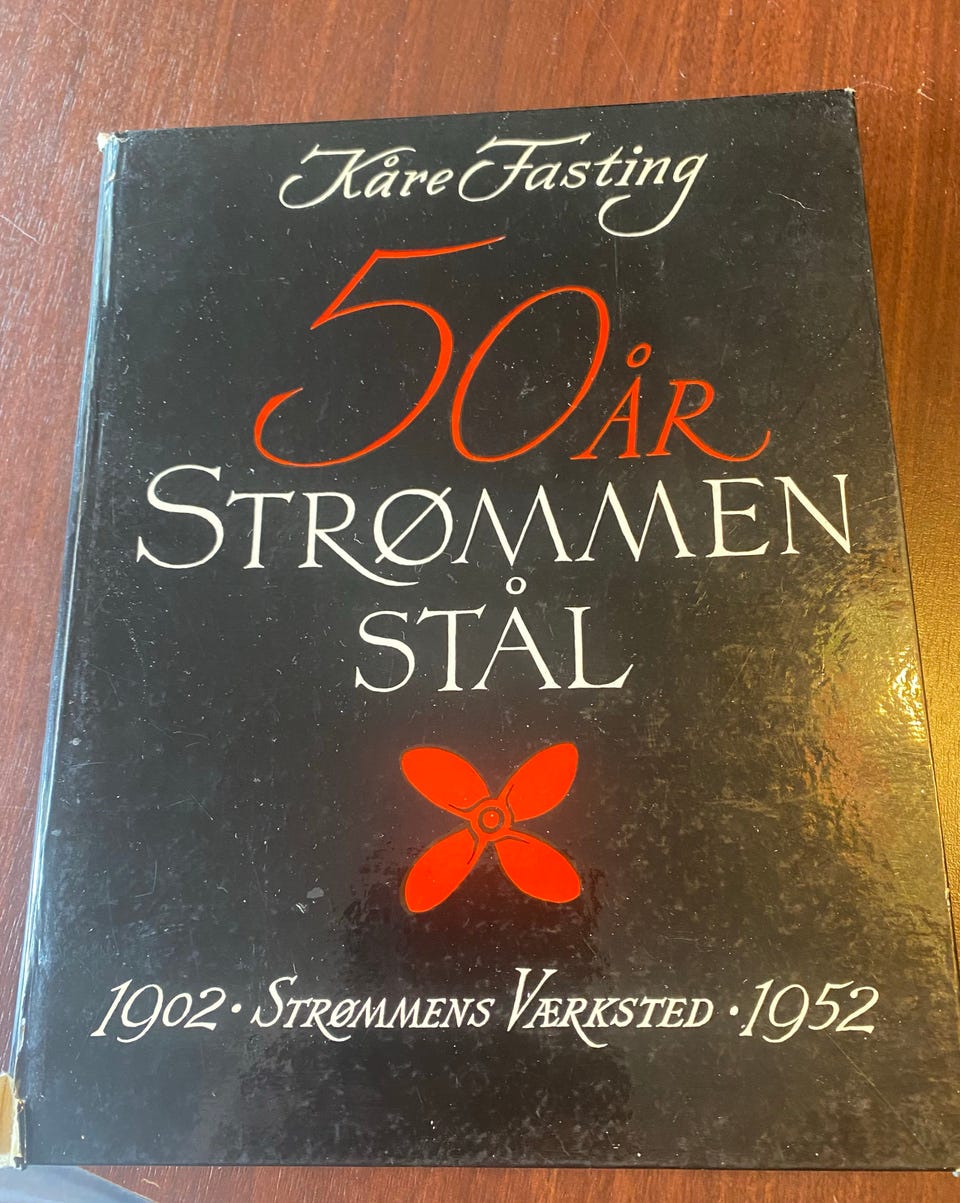 Kåre Fasting
50 ÅR
STRØMMEN
STÅL
1902 · STRØMMENS VÆRKSTED · 1952